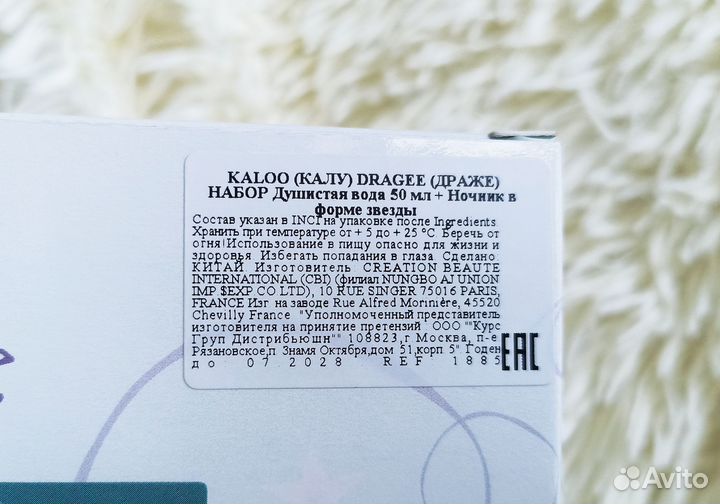 KALOO (КАЛУ) DRAGEE (ДРАЖЕ)
НАБОР Душистая вода 50 мл + Ночник в
форме звезды
Состав указан в INCI на упаковке после Ingredients
Хранить при температуре от + 5 до + 25 °C Беречь от
огня!Использование в пищу опасно для жизни и
здоровья Избегать попадания в глаза Сделано:
КИТАЙ Изготовитель CREATION BEAUTE
INTERNATIONAL (CBI) (филиал NUNGBO AJ UNION
IMP $EXP CO LTD), 10 RUE SINGER 75016 PARIS,
FRANCE Изг на заводе Rue Alfred Morinière, 45520
Chevilly France "Уполномоченный представитель
изготовителя на принятие претензий" ООО ""Курс
Груп Дистрибьюшн"" 108823,г Москва, п-е
Рязановское,п Знамя Октября,дом 51,корп 5" Годен
до 07 2028 REF 1885
EAC
Avito